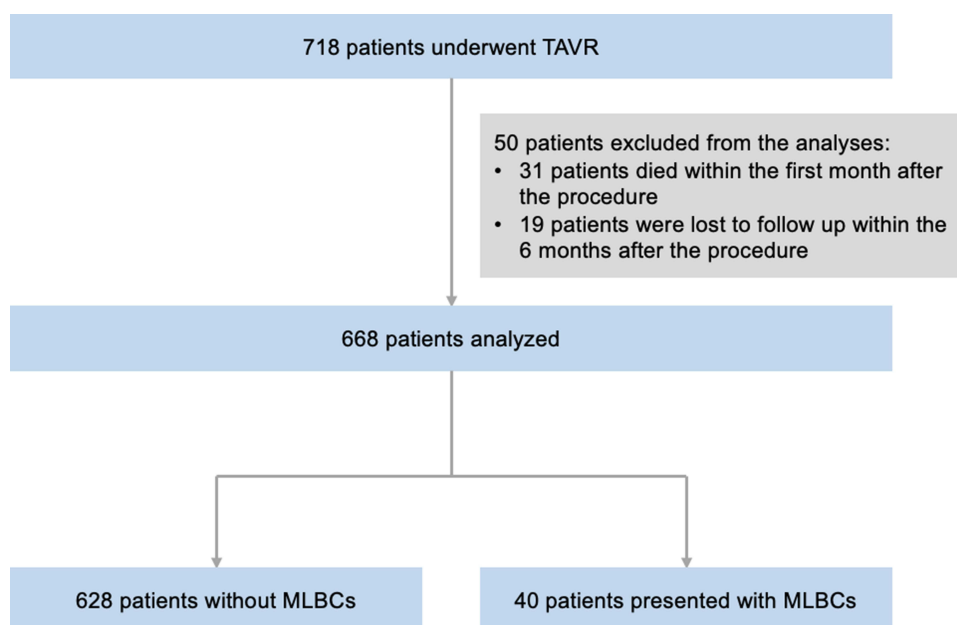 718 patients underwent TAVR
50 patients excluded from the analyses:
• 31 patients died within the first month after
the procedure
• 19 patients were lost to follow up within the
6 months after the procedure
668 patients analyzed
628 patients without MLBCs
40 patients presented with MLBCs